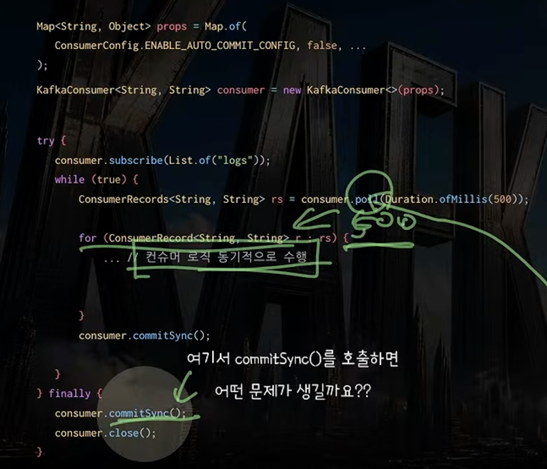 Map<String, Object> props = Map.of(
ConsumerConfig.ENABLE_AUTO_COMMIT_CONFIG, false, ...
);
KafkaConsumer<String, String> consumer = new KafkaConsumer<>(props);
try {
consumer.subscribe(List.of("logs"));
while (true) {
ConsumerRecords<String, String> rs = consumer.poll(Duration.ofMillis(500));
500
for (ConsumerRecord<String, String> r : rs) {
... // 컨슈머 로직 동기적으로 수행
}
consumer.commitSync();
여기서 commitSync()를 호출하면
어떤 문제가 생길까요??
}
} finally {
consumer.commitSync();
consumer.close();
}
KAFK